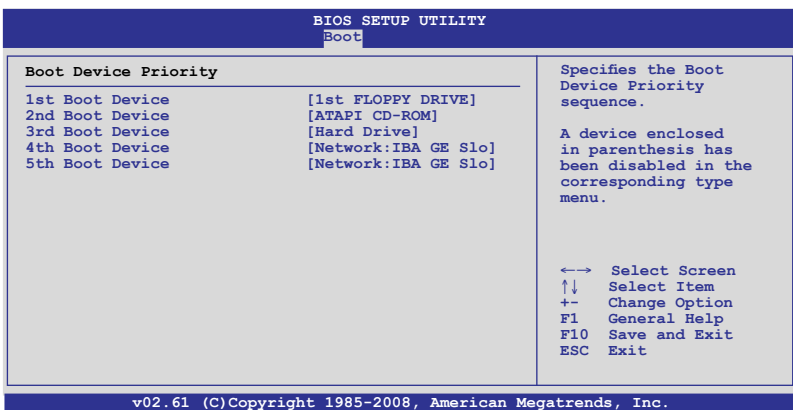 BIOS SETUP UTILITY
Boot
Boot Device Priority
1st Boot Device [1st FLOPPY DRIVE]
2nd Boot Device [ATAPI CD-ROM]
3rd Boot Device [Hard Drive]
4th Boot Device [Network:IBA GE Slo]
5th Boot Device [Network:IBA GE Slo]
Specifies the Boot
Device Priority
sequence.
A device enclosed
in parenthesis has
been disabled in the
corresponding type
menu.
←→ Select Screen
↑↓ Select Item
+- Change Option
F1 General Help
F10 Save and Exit
ESC Exit
v02.61 (C)Copyright 1985-2008, American Megatrends, Inc.